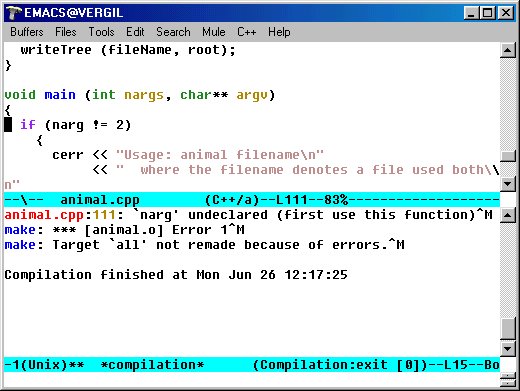 EMACS@VERGIL
Buffers Files Tools Edit Search Mule C++ Help
  writeTree (fileName, root);
}

void main (int nargs, char** argv)
{
  if (narg != 2)
    {
      cerr << "Usage: animal filename\n"
           << "  where the filename denotes a file used both\\
n"
--\--  animal.cpp        (C++/a)--L111--83%--------------------
animal.cpp:111: `narg' undeclared (first use this function)^M
make: *** [animal.o] Error 1^M
make: Target `all' not remade because of errors.^M

Compilation finished at Mon Jun 26 12:17:25
-1(Unix)**  *compilation*      (Compilation:exit [0])--L15--Bo